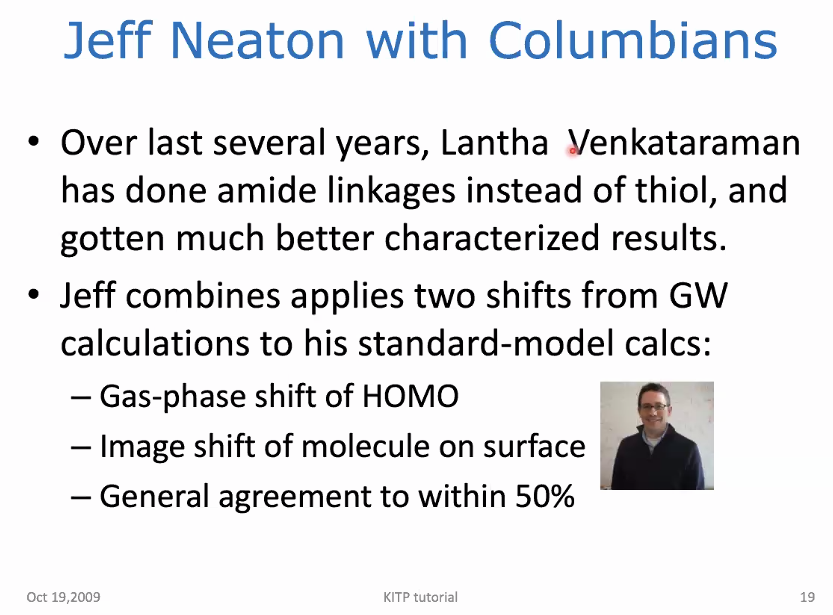 Jeff Neaton with Columbians
• Over last several years, Lantha Venkataraman
has done amide linkages instead of thiol, and
gotten much better characterized results.
• Jeff combines applies two shifts from GW
calculations to his standard-model calcs:
– Gas-phase shift of HOMO
– Image shift of molecule on surface
– General agreement to within 50%
Oct 19,2009
KITP tutorial
19